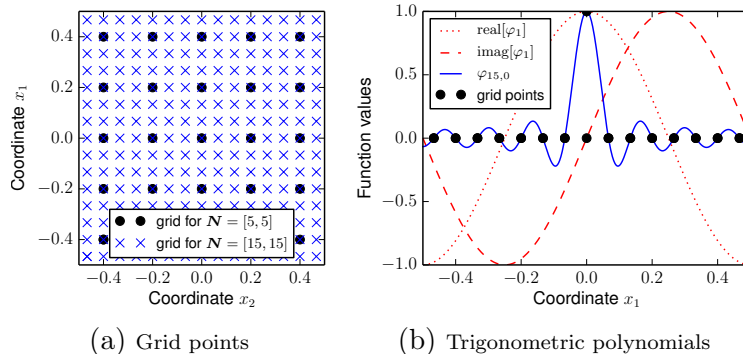 0.4
0.2
0.0
−0.2
−0.4
Coordinate x₁
grid for N = [5, 5]
grid for N = [15, 15]
−0.4 −0.2 0.0 0.2 0.4
Coordinate x₂
(a) Grid points
1.0
0.5
0.0
−0.5
−1.0
Function values
real[φ₁]
imag[φ₁]
φ₁₅,₀
grid points
−0.4 −0.2 0.0 0.2 0.4
Coordinate x₁
(b) Trigonometric polynomials